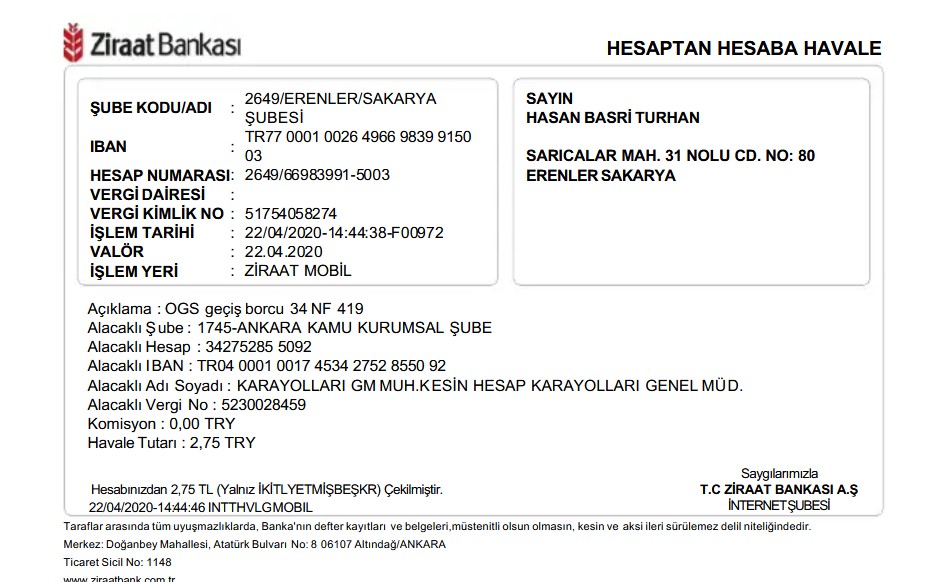 Ziraat Bankası
HESAPTAN HESABA HAVALE
ŞUBE KODU/ADI : 2649/ERENLER/SAKARYA
ŞUBESİ
IBAN : TR77 0001 0026 4966 9839 9150
03
HESAP NUMARASI: 2649/66983991-5003
VERGİ DAİRESİ :
VERGİ KİMLİK NO : 51754058274
İŞLEM TARİHİ : 22/04/2020-14:44:38-F00972
VALÖR : 22.04.2020
İŞLEM YERİ : ZİRAAT MOBİL
SAYIN
HASAN BASRİ TURHAN
SARICALAR MAH. 31 NOLU CD. NO: 80
ERENLER SAKARYA
Açıklama : OGS geçiş borcu 34 NF 419
Alacaklı Şube : 1745-ANKARA KAMU KURUMSAL ŞUBE
Alacaklı Hesap : 34275285 5092
Alacaklı IBAN : TR04 0001 0017 4534 2752 8550 92
Alacaklı Adı Soyadı : KARAYOLLARI GM MUH.KESİN HESAP KARAYOLLARI GENEL MÜD.
Alacaklı Vergi No : 5230028459
Komisyon : 0,00 TRY
Havale Tutarı : 2,75 TRY
Hesabınızdan 2,75 TL (Yalnız İKİTLYETMİŞBEŞKR) Çekilmiştir.
22/04/2020-14:44:46 INTTHVLGMOBIL
Saygılarımızla
T.C ZİRAAT BANKASI A.Ş
İNTERNET ŞUBESİ
Taraflar arasında tüm uyuşmazlıklarda, Banka'nın defter kayıtları ve belgeleri,müstenitli olsun olmasın, kesin ve aksi ileri sürülemez delil niteliğindedir.
Merkez: Doğanbey Mahallesi, Atatürk Bulvarı No: 8 06107 Altındağ/ANKARA
Ticaret Sicil No: 1148
www.ziraatbank.com.tr